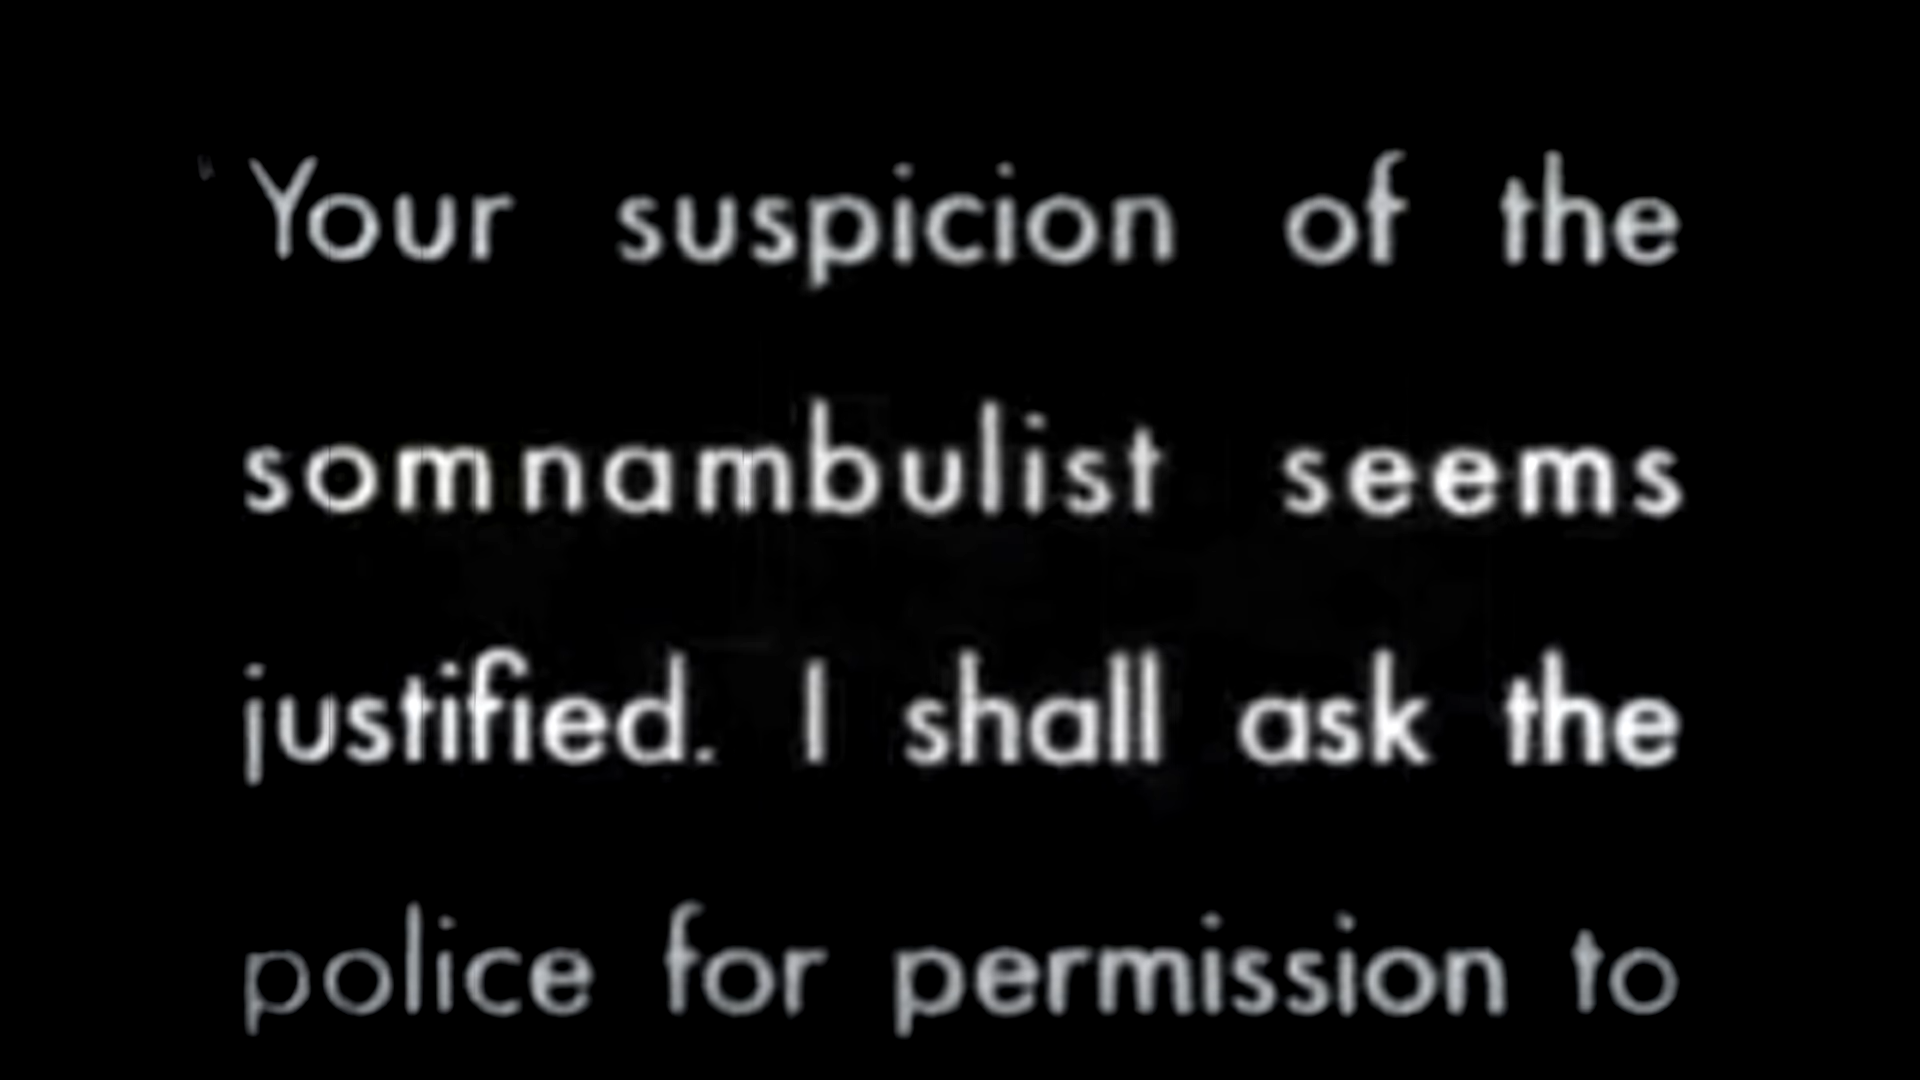 "Your suspicion of the
somnambulist seems
justified. I shall ask the
police for permission to